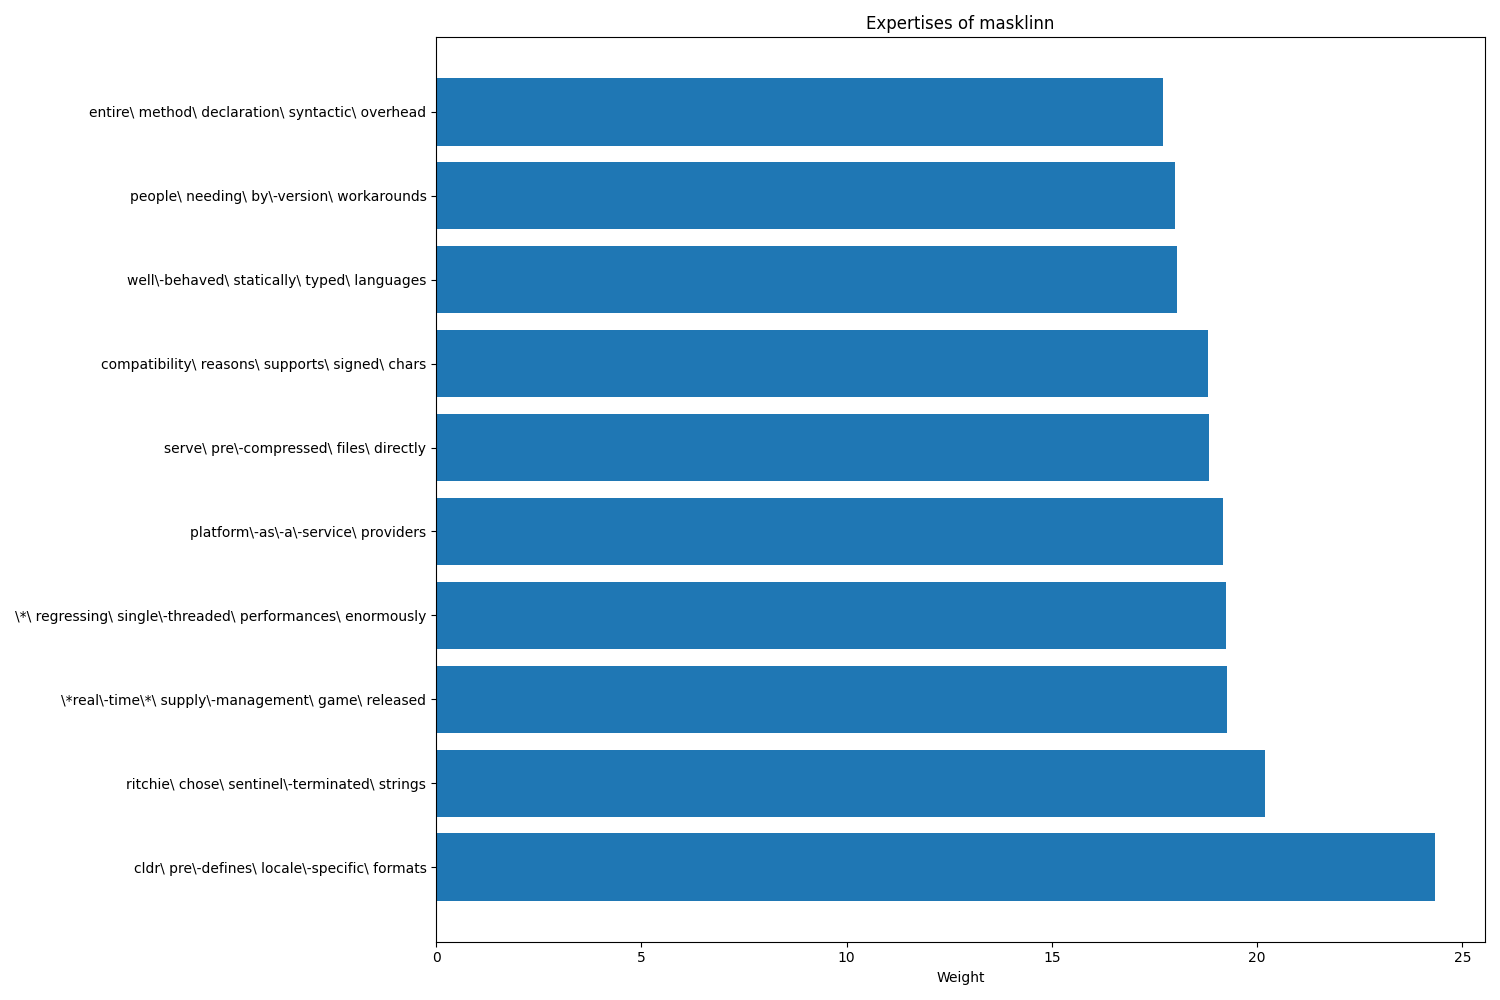 Expertises of masklinn
entire\ method\ declaration\ syntactic\ overhead
people\ needing\ by\-version\ workarounds
well\-behaved\ statically\ typed\ languages
compatibility\ reasons\ supports\ signed\ chars
serve\ pre\-compressed\ files\ directly
platform\-as\-a\-service\ providers
\*\ regressing\ single\-threaded\ performances\ enormously
\*real\-time\*\ supply\-management\ game\ released
ritchie\ chose\ sentinel\-terminated\ strings
cldr\ pre\-defines\ locale\-specific\ formats
0 5 10 15 20 25
Weight